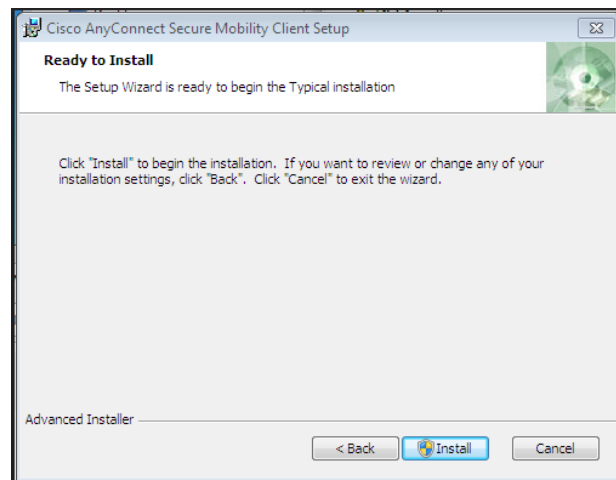 Cisco AnyConnect Secure Mobility Client Setup
Ready to Install
The Setup Wizard is ready to begin the Typical installation
Click "Install" to begin the installation. If you want to review or change any of your
installation settings, click "Back". Click "Cancel" to exit the wizard.
Advanced Installer
< Back Install Cancel